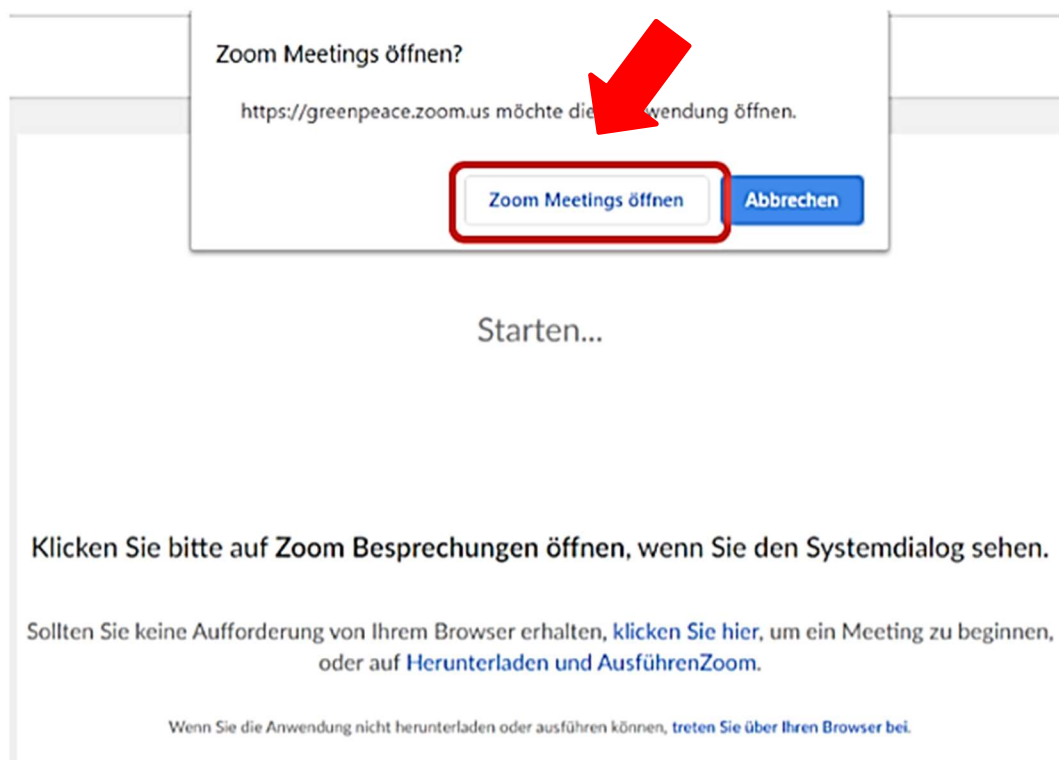 Zoom Meetings öffnen?
https://greenpeace.zoom.us möchte die wendung öffnen.
Zoom Meetings öffnen
Abbrechen
Starten...
Klicken Sie bitte auf Zoom Besprechungen öffnen, wenn Sie den Systemdialog sehen.
Sollten Sie keine Aufforderung von Ihrem Browser erhalten, klicken Sie hier, um ein Meeting zu beginnen,
oder auf Herunterladen und AusführenZoom.
Wenn Sie die Anwendung nicht herunterladen oder ausführen können, treten Sie über Ihren Browser bei.